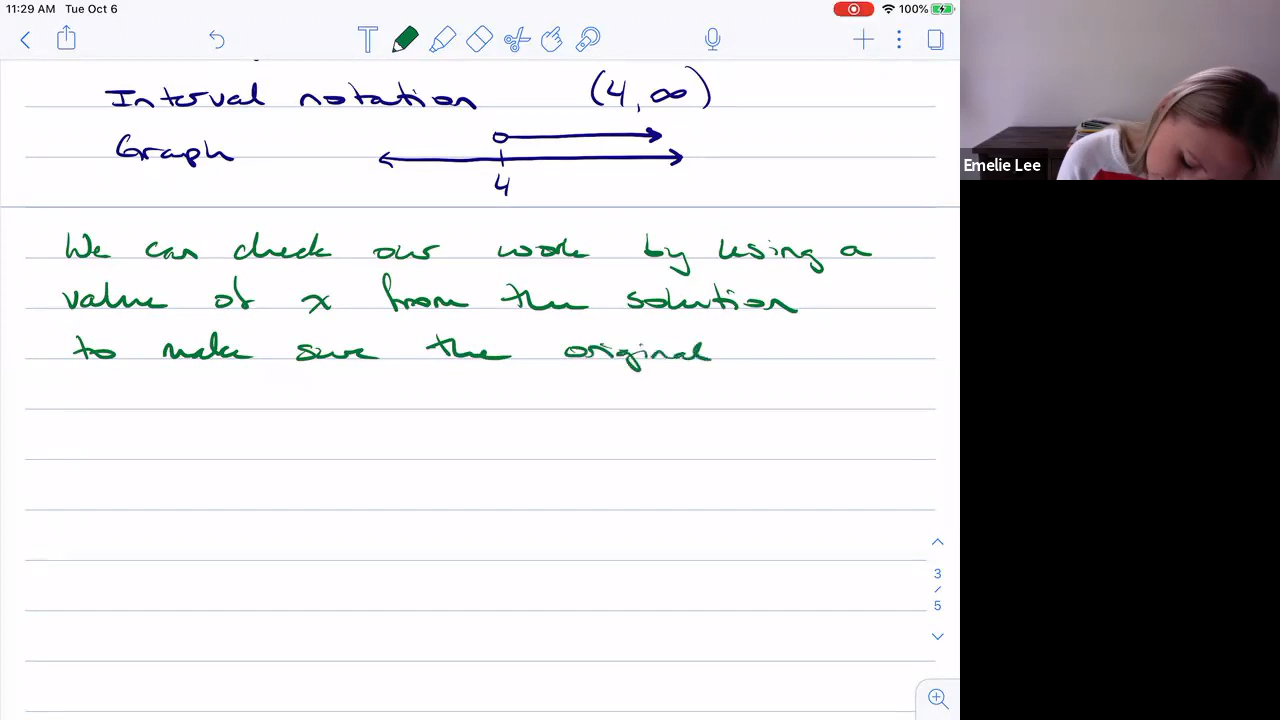 11:29 AM Tue Oct 6
100%
Interval notation (4, ∞)
Graph
4
Emelie Lee
We can check our work by using a
value of x from the solution
to make sure the original
3
/
5